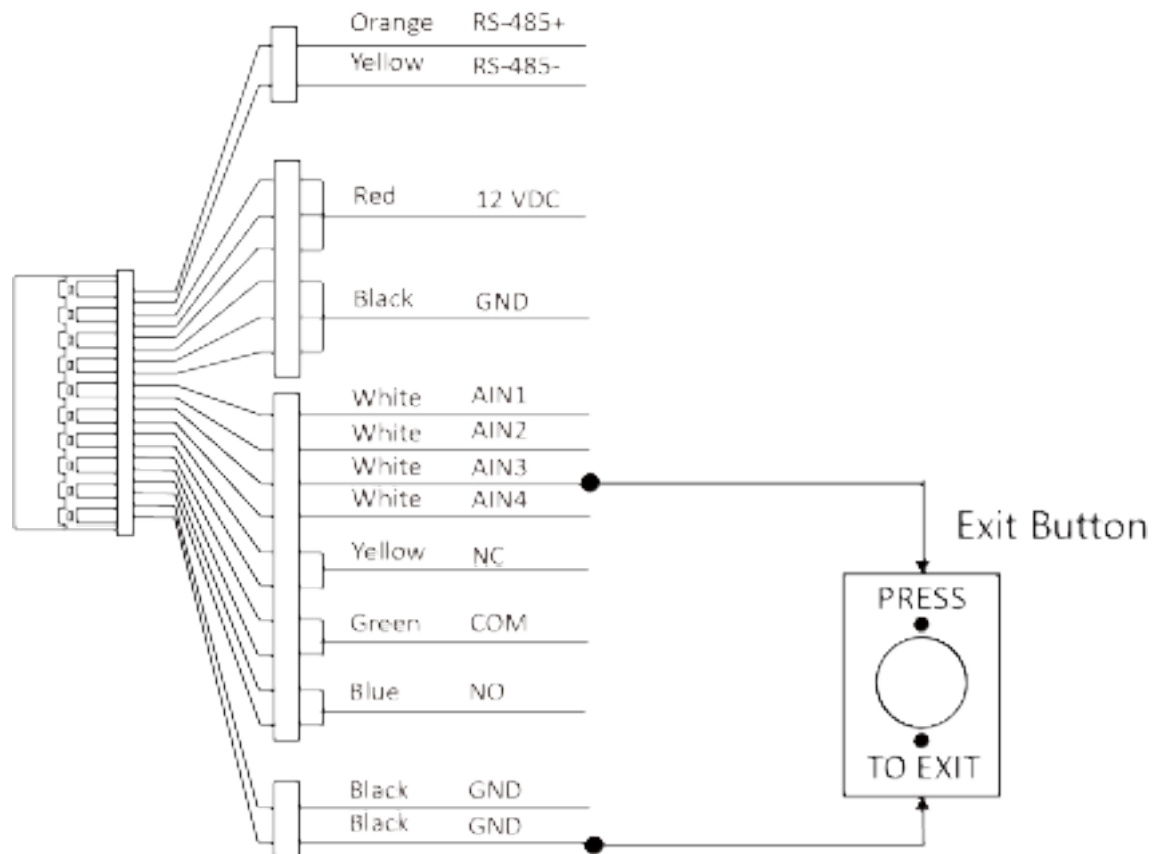 Orange RS-485+
Yellow RS-485-
Red 12 VDC
Black GND
White AIN1
White AIN2
White AIN3
White AIN4
Yellow NC
Green COM
Blue NO
Black GND
Black GND
Exit Button
PRESS
TO EXIT